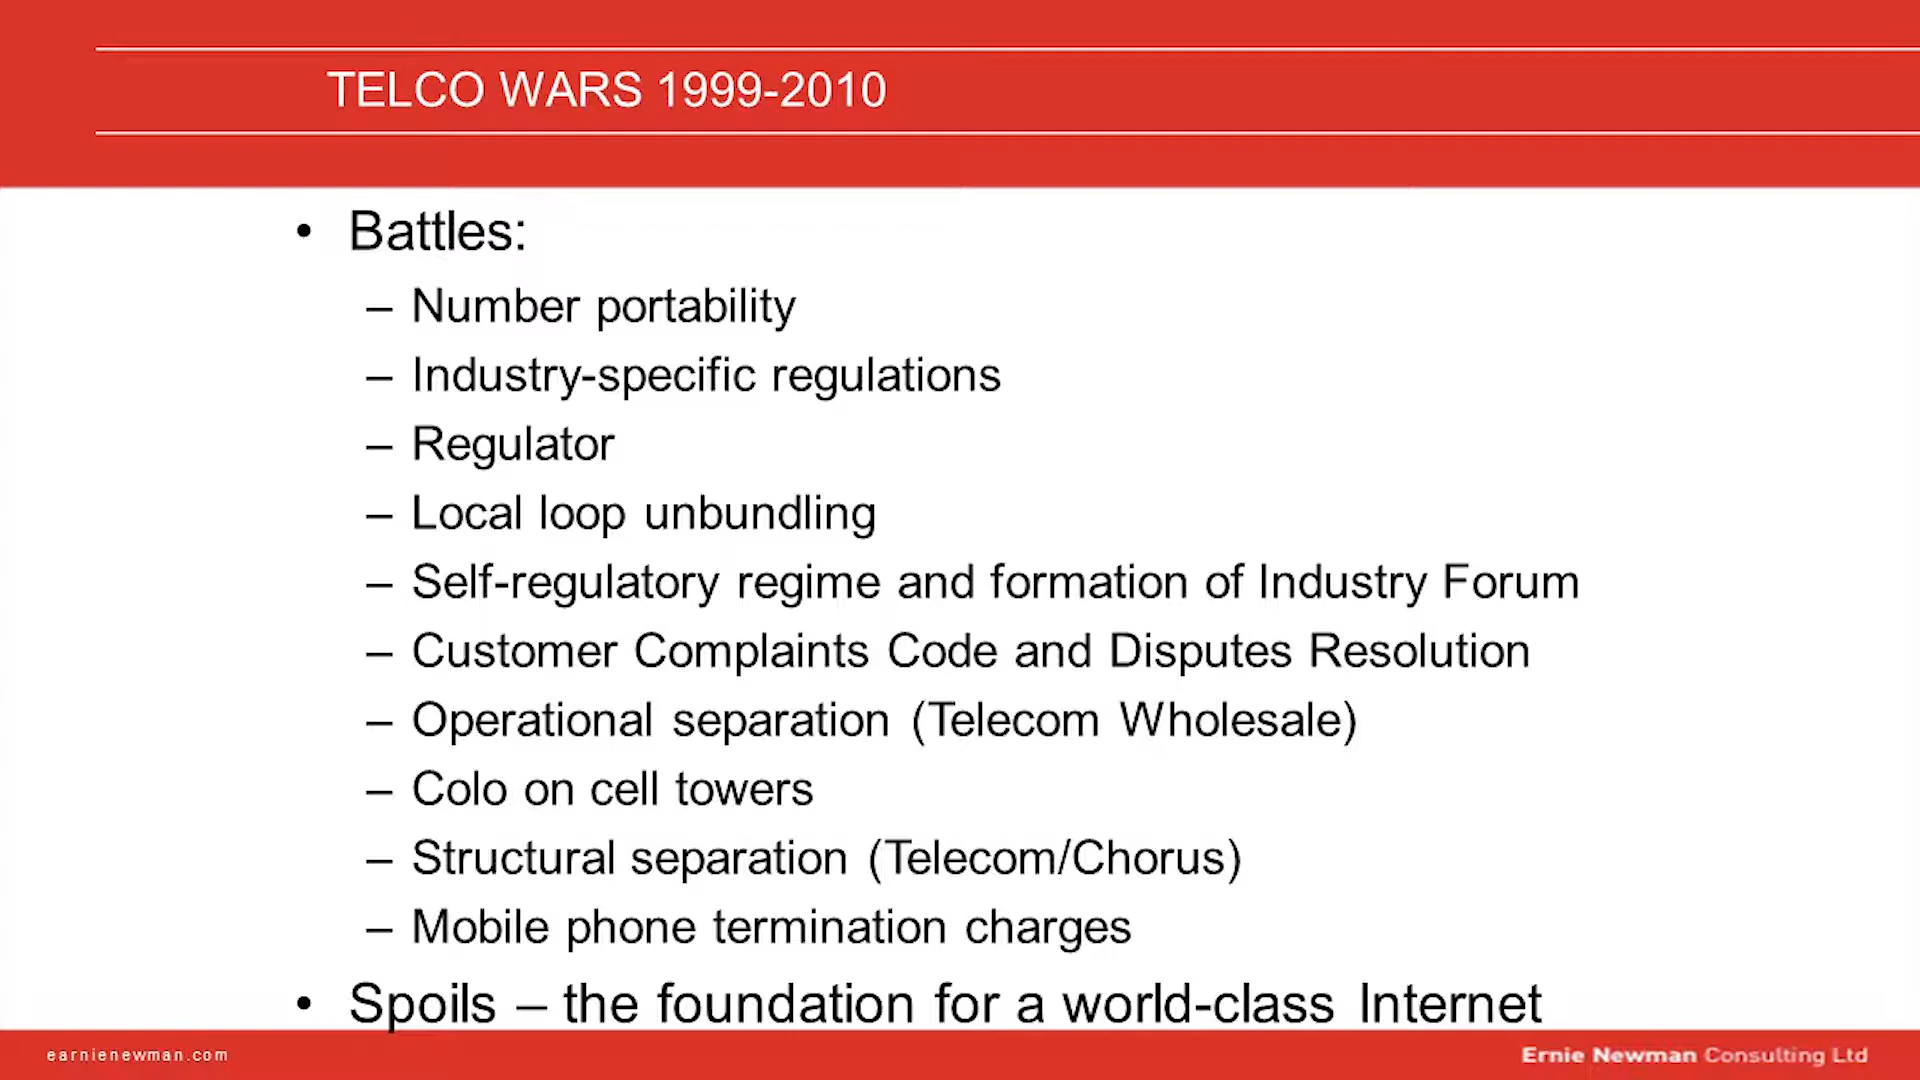 TELCO WARS 1999-2010
• Battles:
– Number portability
– Industry-specific regulations
– Regulator
– Local loop unbundling
– Self-regulatory regime and formation of Industry Forum
– Customer Complaints Code and Disputes Resolution
– Operational separation (Telecom Wholesale)
– Colo on cell towers
– Structural separation (Telecom/Chorus)
– Mobile phone termination charges
• Spoils – the foundation for a world-class Internet
earnienewman.com
Ernie Newman Consulting Ltd